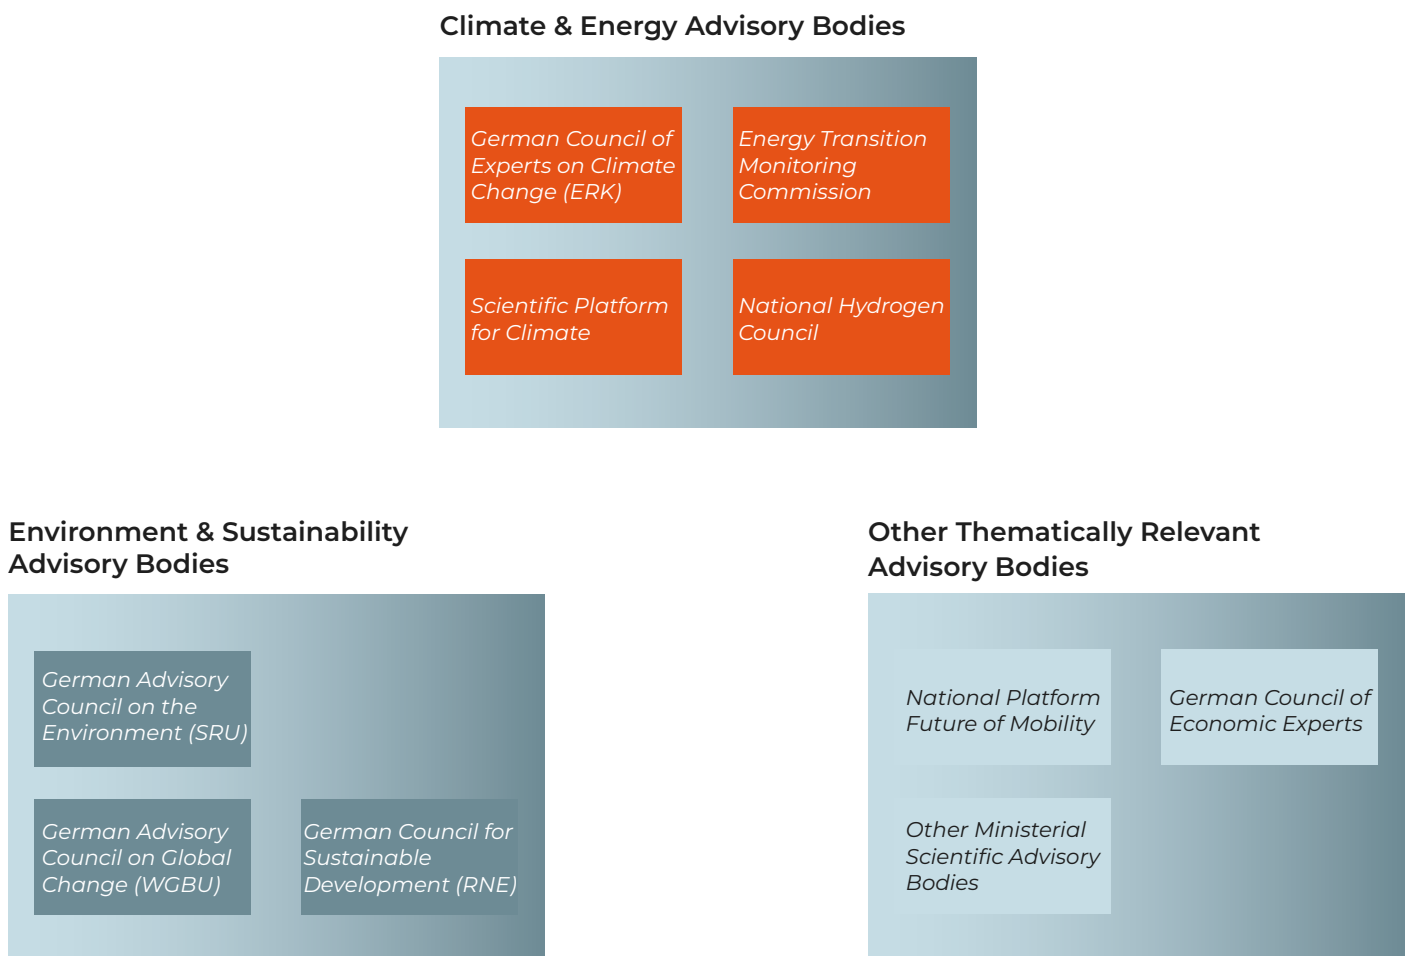 Climate & Energy Advisory Bodies
German Council of
Experts on Climate
Change (ERK)
Energy Transition
Monitoring
Commission
Scientific Platform
for Climate
National Hydrogen
Council
Environment & Sustainability
Advisory Bodies
German Advisory
Council on the
Environment (SRU)
German Advisory
Council on Global
Change (WGBU)
German Council for
Sustainable
Development (RNE)
Other Thematically Relevant
Advisory Bodies
National Platform
Future of Mobility
German Council of
Economic Experts
Other Ministerial
Scientific Advisory
Bodies